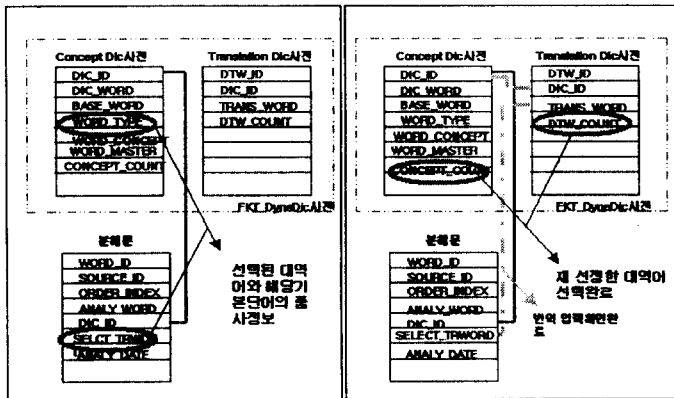 Concept Dic사전
DIC_ID
DIC_WORD
BASE_WORD
WORD_TYPE
WORD_CONCEPT
WORD_MASTER
CONCEPT_COUNT
Translation Dic사전
DTW_ID
DIC_ID
TRANS_WORD
DTW_COUNT
EKT_DyneDic사전
분해문
WORD_ID
SOURCE_ID
ORDER_INDEX
ANALY_WORD
DIC_ID
ANALY_DATE
선택된 대역
어와 해당기
본단어의 품
사정보
Concept Dic사전
DIC_ID
DIC_WORD
BASE_WORD
WORD_TYPE
WORD_CONCEPT
WORD_MASTER
CONCEPT_COUNT
Translation Dic사전
DTW_ID
DIC_ID
TRANS_WORD
DTW_COUNT
EKT_DyneDic사전
분해문
WORD_ID
SOURCE_ID
ORDER_INDEX
ANALY_WORD
DIC_ID
SELECT_TRWORD
ANALY_DATE
재 선정한 대역어
선택완료